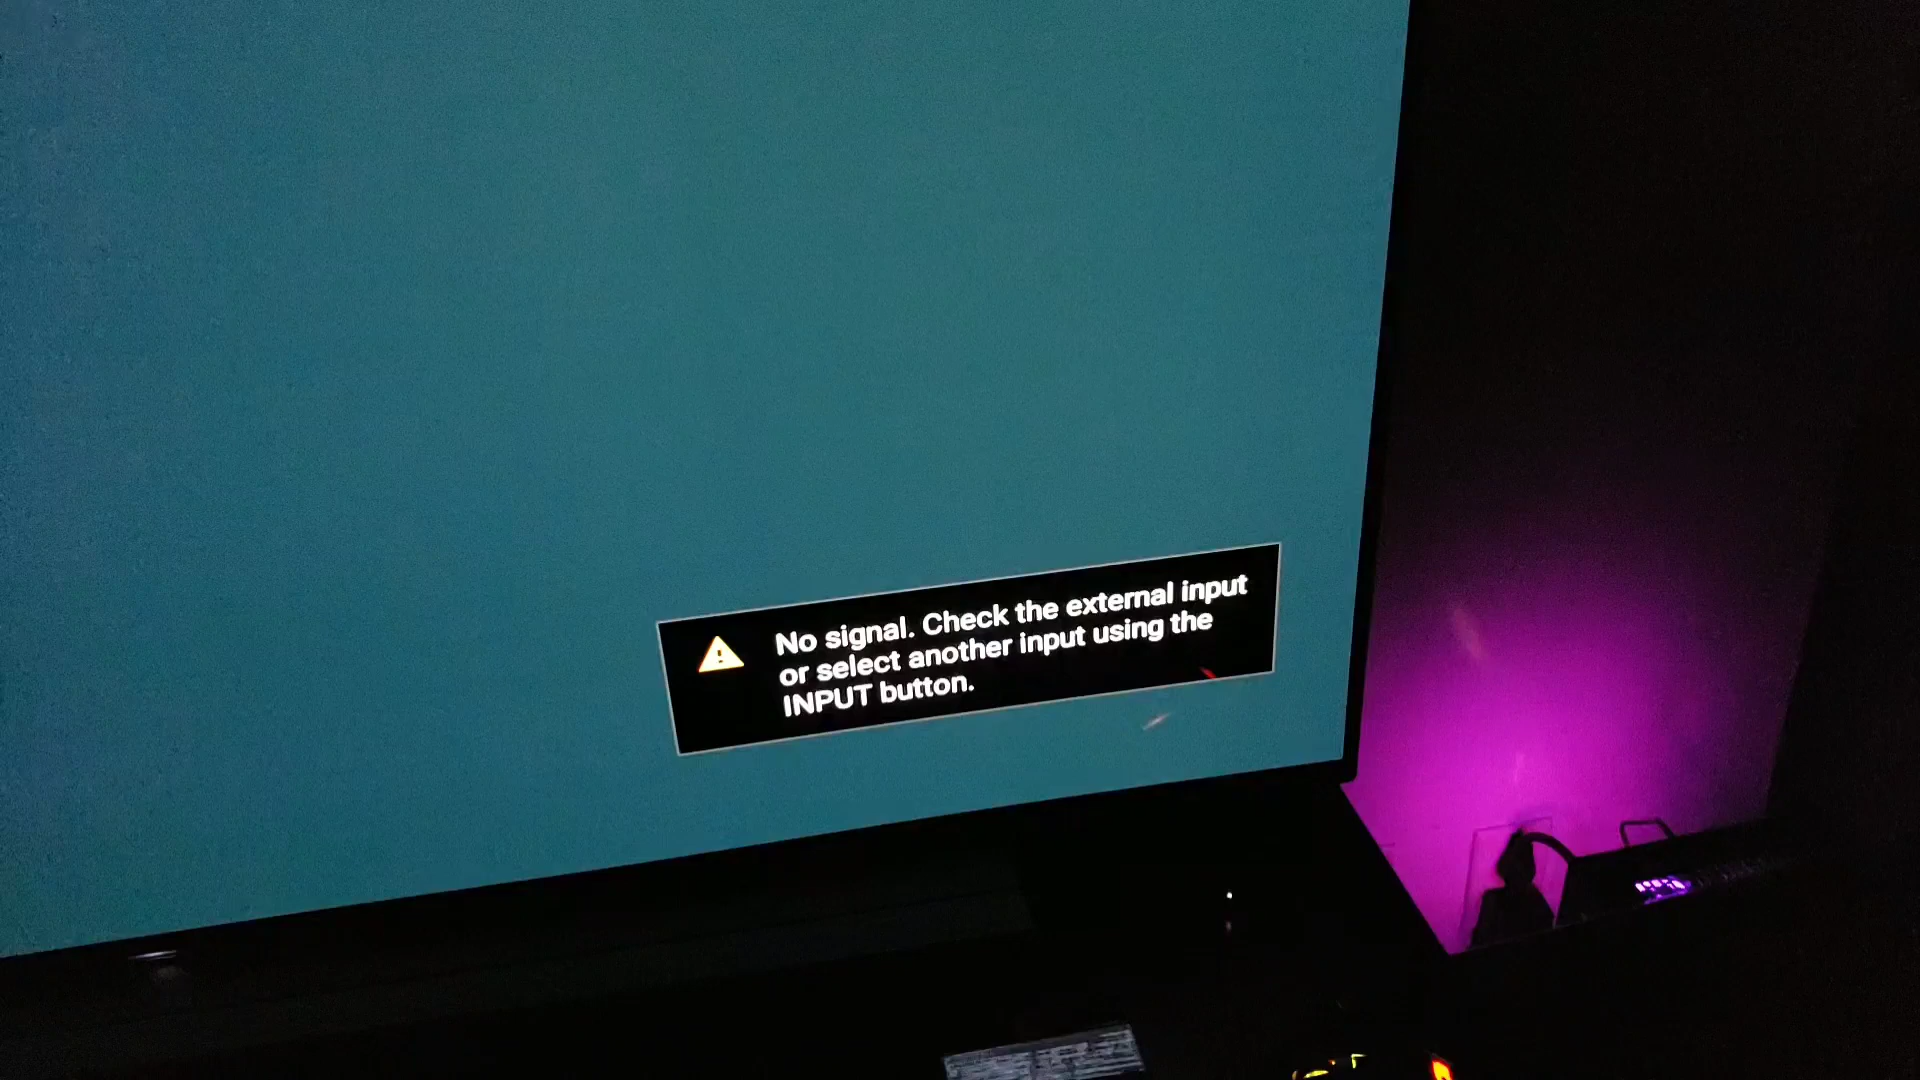 No signal. Check the external input
or select another input using the
INPUT button.